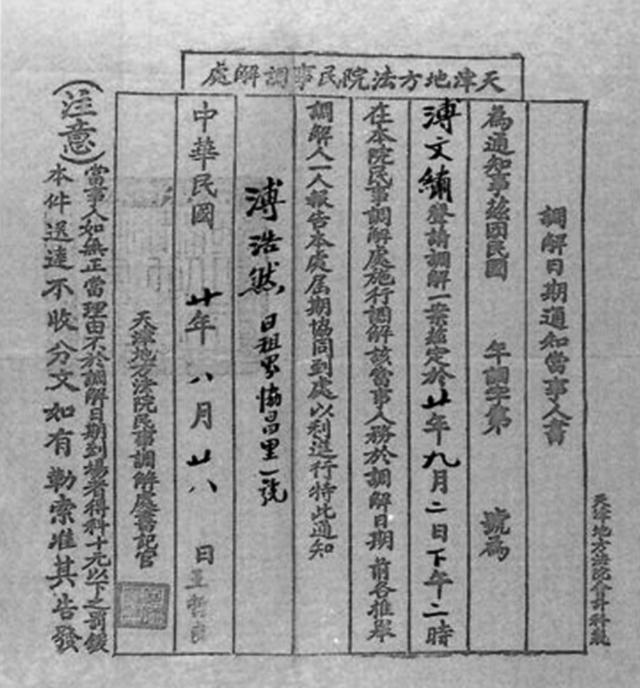 天津地方法院民事調解處
調解日期通知當事人書
為通知事茲因民國　年調字第　號為
溥文繡聲請調解一案鑑定於廿年九月二日下午二時
在本院民事調解處施行調解該當事人務於調解日期前各推舉
調解人一人報告本處屆期協同到處以利進行特此通知
溥浩然 日租界協昌里一號
中華民國 廿年 八月 廿八 日
天津地方法院民事調解處書記官 王
(注意)
當事人如無正當理由不於調解日期到場者得科十元以下之罰鍰
本件送達不收分文如有勒索准其告發
天津地方法院會計科製